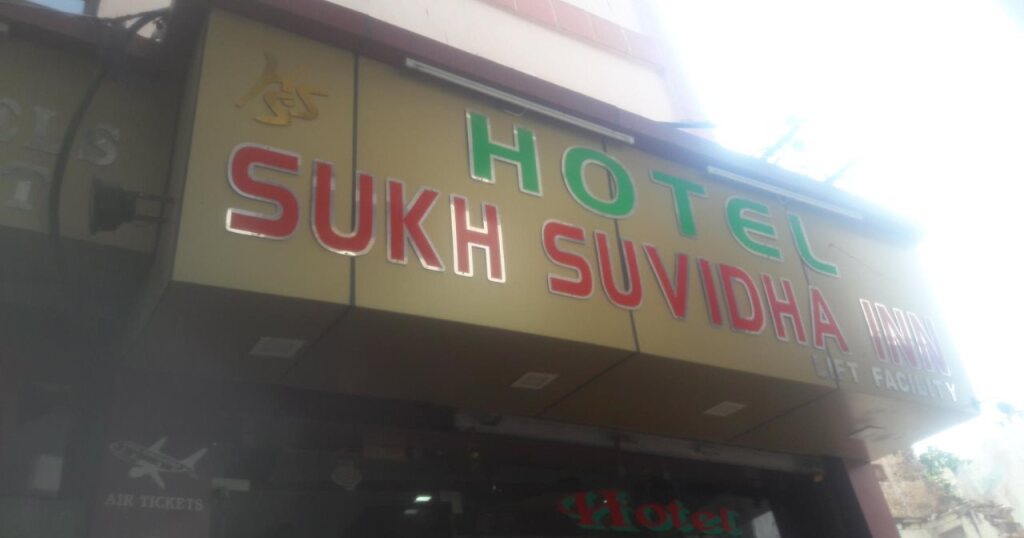 HOTEL
SUKH SUVIDHA INN
LIFT FACILITY
AIR TICKETS
Hotel